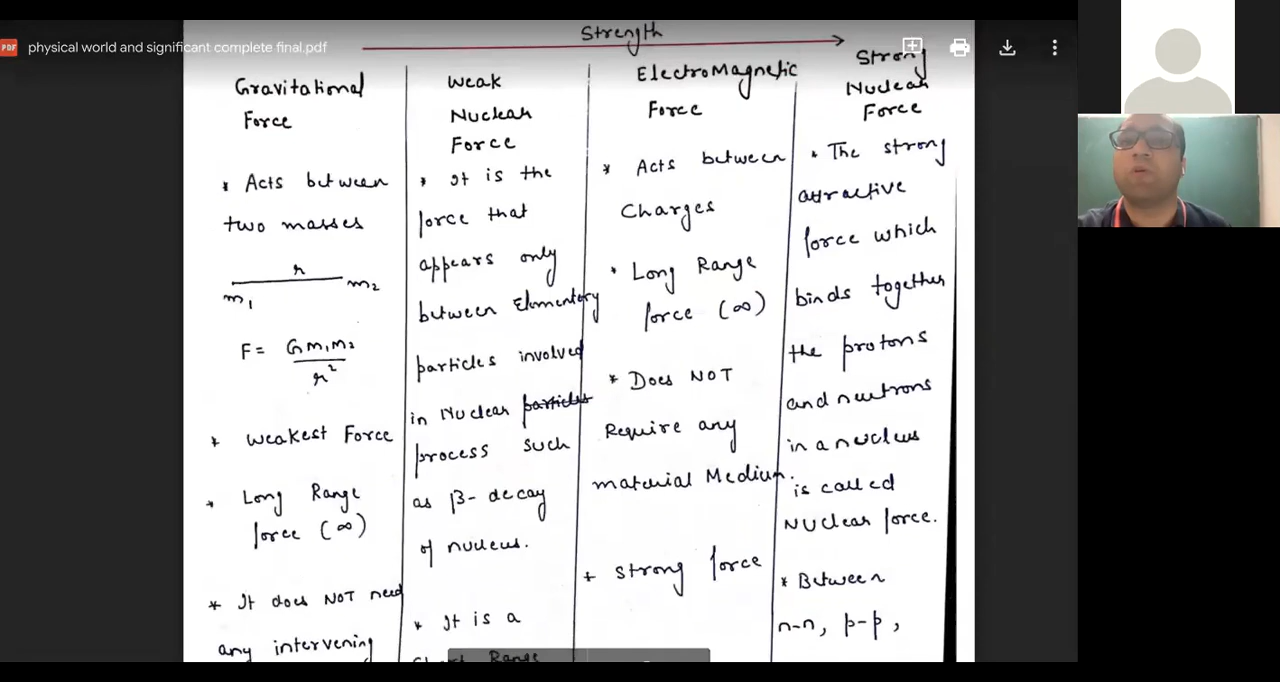 PDF physical world and significant complete final.pdf
Strength
Gravitational
Force
* Acts between
two masses
r
m1 m2
F = Gm1m2
r²
* Weakest Force
* Long Range
force (∞)
* It does NOT need
any intervening
Weak
Nuclear
Force
* It is the
force that
appears only
between Elementery
particles involved
in Nuclear particles
process such
as β-decay
of nucleus.
* It is a
Short Range
ElectroMagnetic
Force
* Acts between
Charges
* Long Range
force (∞)
* Does NOT
Require any
material Medium.
* Strong force
Strong
Nuclear
Force
* The strong
attractive
force which
binds together
the protons
and neutrons
in a nucleus
is called
Nuclear force.
* Between
n-n, p-p,